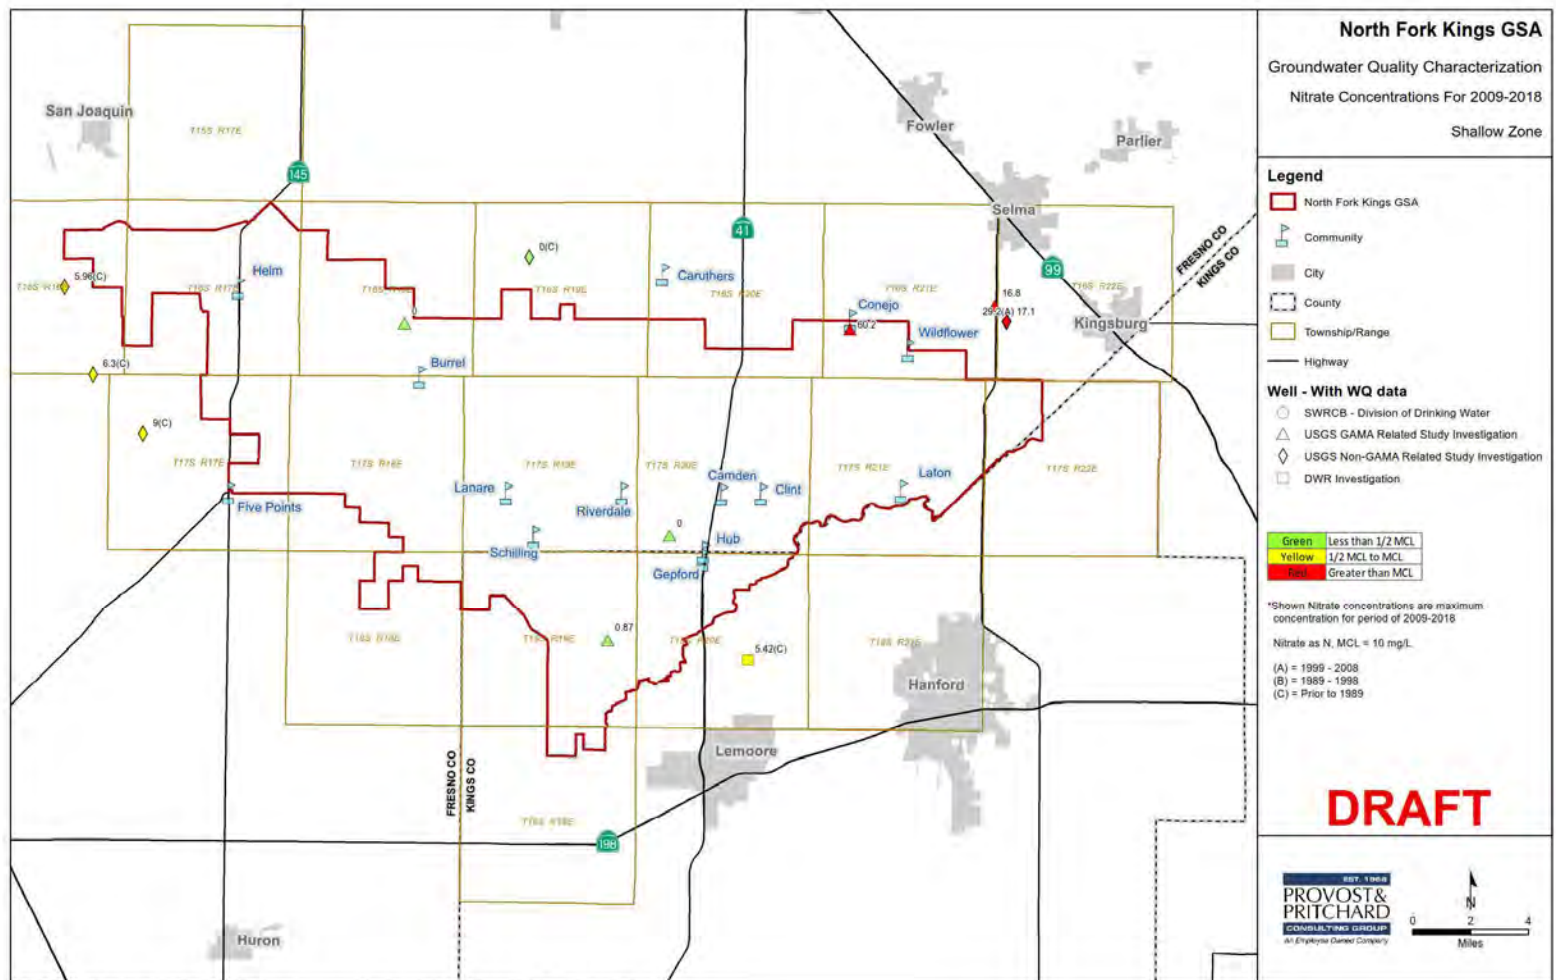 North Fork Kings GSA
Groundwater Quality Characterization
Nitrate Concentrations For 2009-2018
Shallow Zone
Legend
North Fork Kings GSA
Community
City
County
Township/Range
Highway
Well - With WQ data
SWRCB - Division of Drinking Water
USGS GAMA Related Study Investigation
USGS Non-GAMA Related Study Investigation
DWR Investigation
Green Less than 1/2 MCL
Yellow 1/2 MCL to MCL
Red Greater than MCL
*Shown Nitrate concentrations are maximum
concentration for period of 2009-2018
Nitrate as N, MCL = 10 mg/L
(A) = 1999 - 2008
(B) = 1989 - 1998
(C) = Prior to 1989
DRAFT
EST. 1968
PROVOST&
PRITCHARD
CONSULTING GROUP
An Employee Owned Company
N
0 2 4
Miles
San Joaquin
T15S R17E
Fowler
Parlier
145
Selma
41
FRESNO CO
KINGS CO
99
0(C)
Helm
Caruthers
5.96(C)
T16S R17E
T16S R19E
T16S R20E
T16S R21E
T16S R22E
16.8
0
Conejo
60.2
29.2(A) 17.1
Kingsburg
Wildflower
6.3(C)
Burrel
9(C)
T17S R17E
T17S R18E
T17S R19E
T17S R20E
T17S R21E
T17S R22E
Camden
Laton
Lanare
Clint
Five Points
Riverdale
0
Hub
Schilling
Gepford
0.87
T18S R18E
T18S R19E
5.42(C)
T18S R21E
Hanford
Lemoore
FRESNO CO
KINGS CO
198
Huron